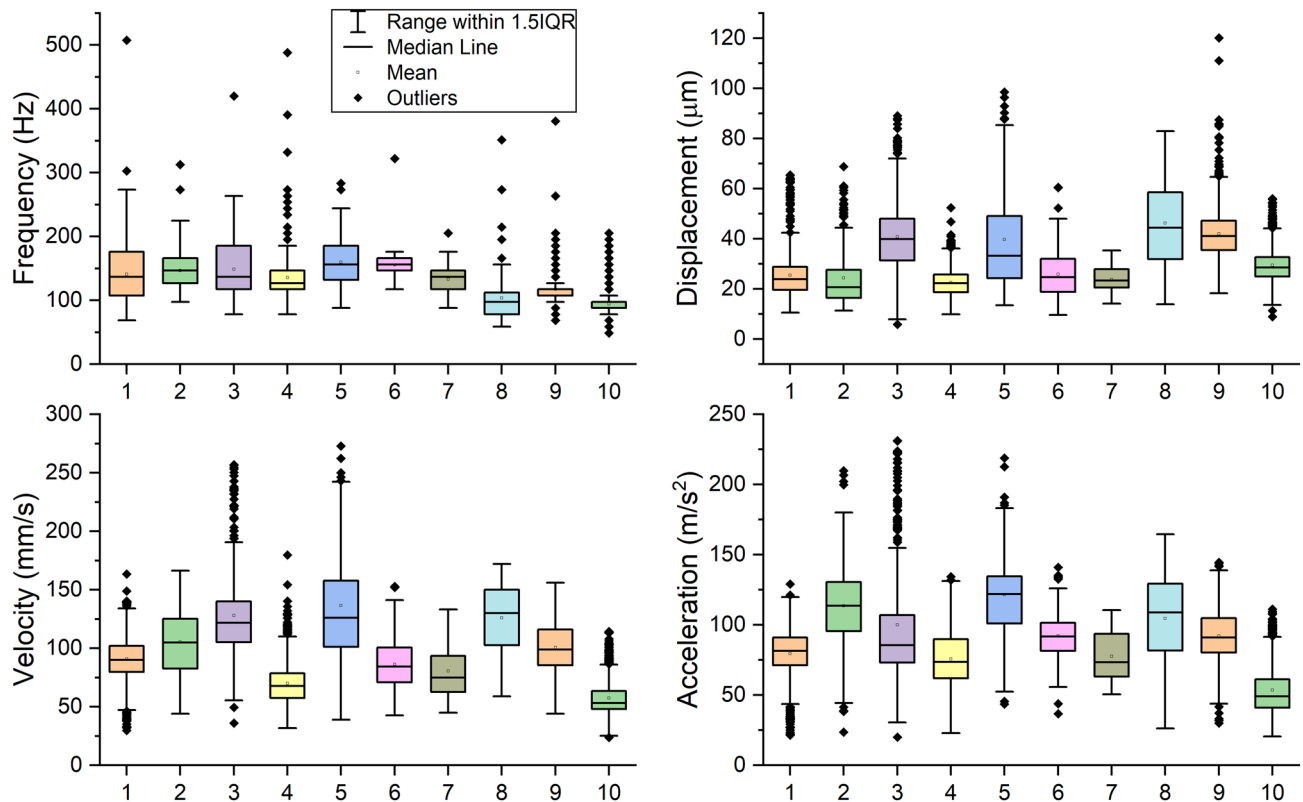 Range within 1.5IQR
Median Line
Mean
Outliers
Frequency (Hz)
500
400
300
200
100
0
1 2 3 4 5 6 7 8 9 10
Displacement (μm)
120
100
80
60
40
20
0
1 2 3 4 5 6 7 8 9 10
Velocity (mm/s)
300
250
200
150
100
50
0
1 2 3 4 5 6 7 8 9 10
Acceleration (m/s²)
250
200
150
100
50
0
1 2 3 4 5 6 7 8 9 10